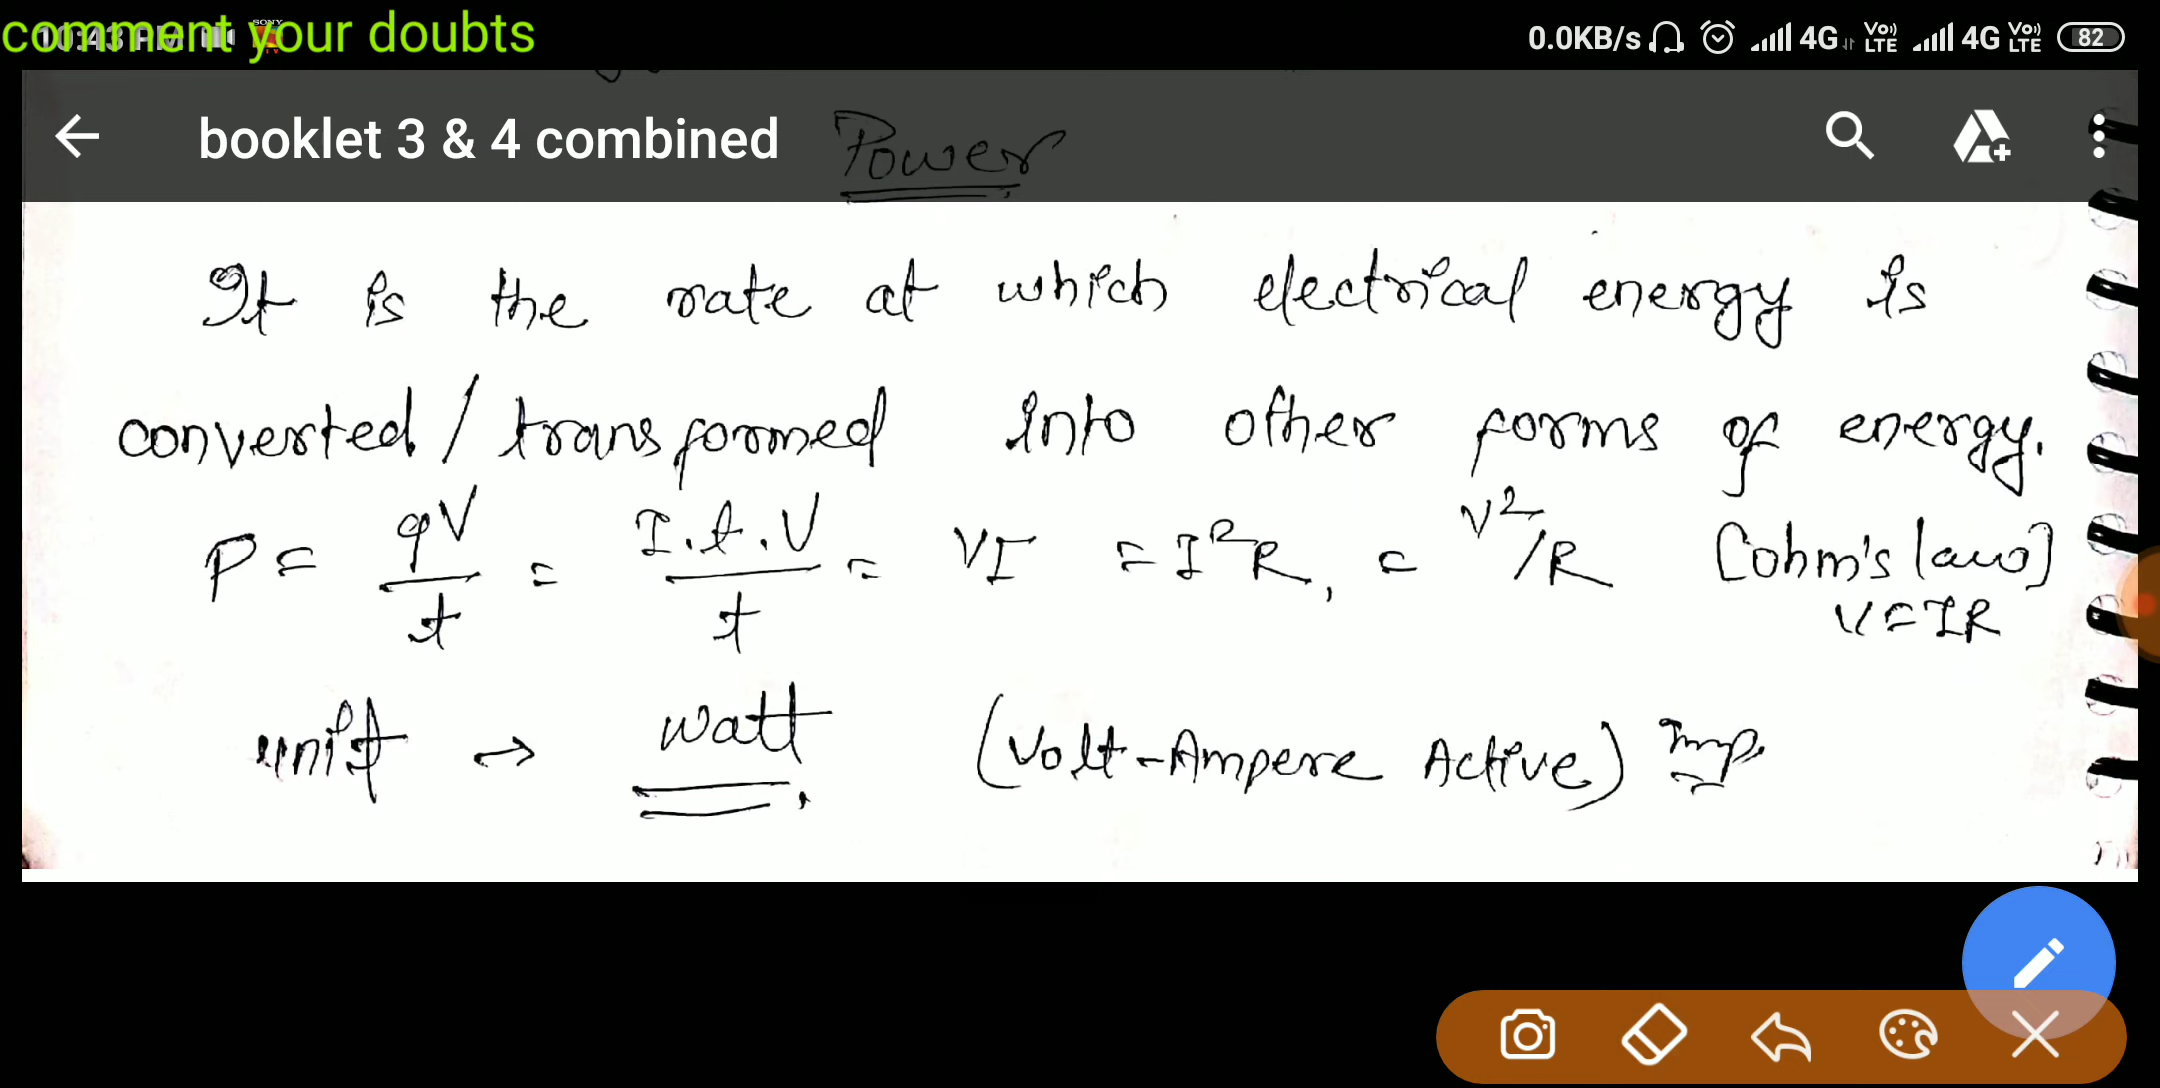 comment your doubts
0.0KB/s 4G VoLTE 4G VoLTE 82
booklet 3 & 4 combined
Power
It is the rate at which electrical energy is
converted / transformed into other forms of energy.
P = qV/t = I.t.V/t = VI = I²R, = V²/R [ohm's law]
V = IR
unit → watt. (Volt-Ampere Active) Imp.